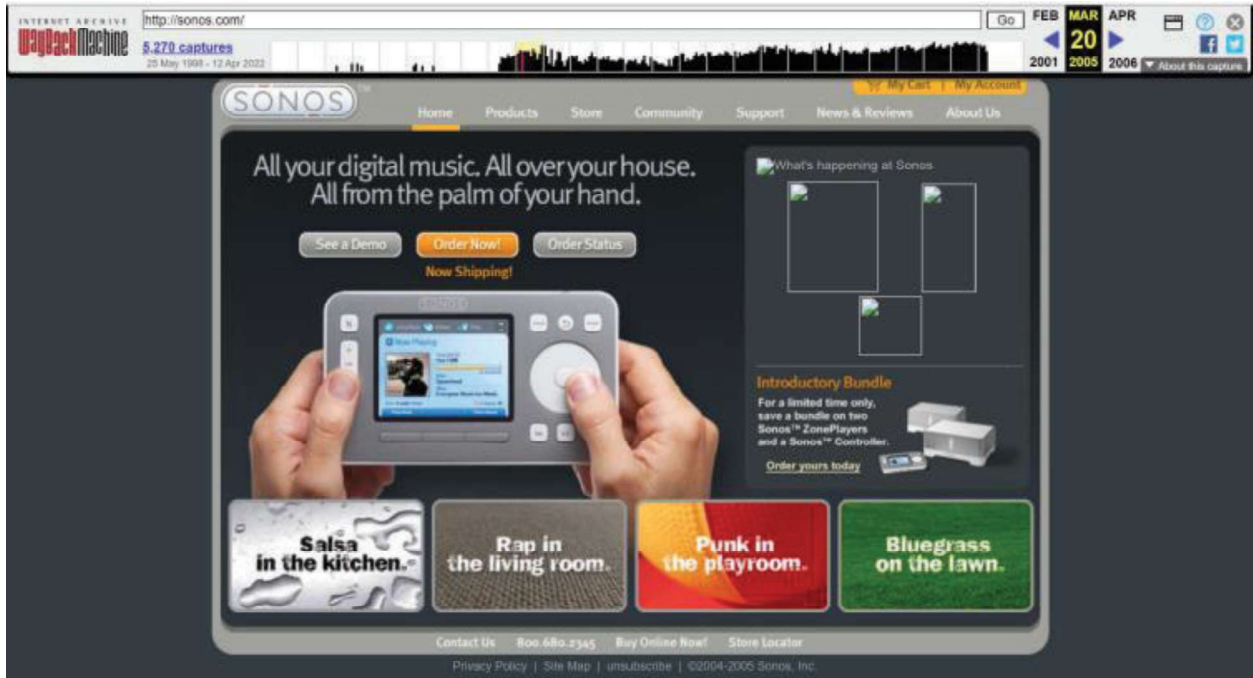 INTERNET ARCHIVE
WayBackMachine
http://sonos.com/
Go
5,270 captures
25 May 1998 - 12 Apr 2022
FEB MAR APR
20
2001 2005 2006
About this capture
SONOS™
My Cart | My Account
Home Products Store Community Support News & Reviews About Us
All your digital music. All over your house.
All from the palm of your hand.
See a Demo Order Now! Order Status
Now Shipping!
SONOS
Now Playing
What's happening at Sonos
Introductory Bundle
For a limited time only,
save a bundle on two
Sonos™ ZonePlayers
and a Sonos™ Controller.
Order yours today
Salsa
in the kitchen.
Rap in
the living room.
Punk in
the playroom.
Bluegrass
on the lawn.
Contact Us 800.680.2345 Buy Online Now! Store Locator
Privacy Policy | Site Map | unsubscribe | ©2004-2005 Sonos, Inc.